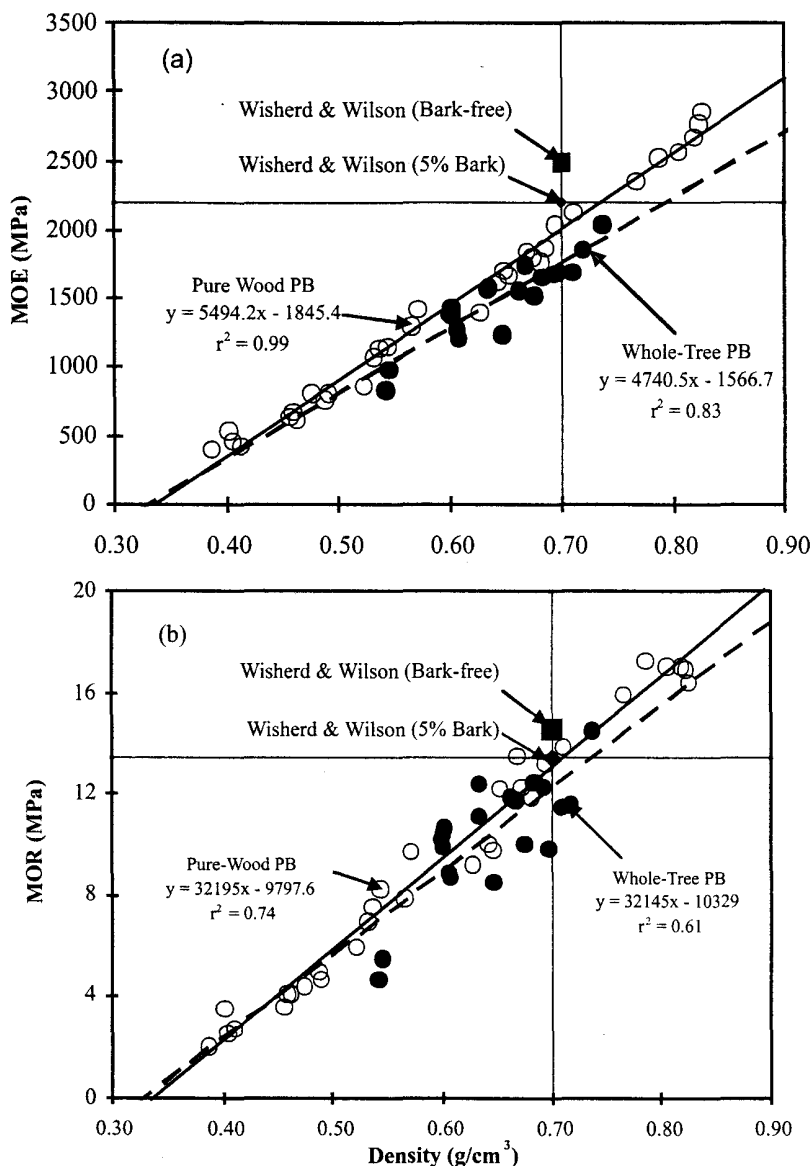 (a)
3500
3000
2500
2000
1500
1000
500
0
MOE (MPa)
Wisherd & Wilson (Bark-free)
Wisherd & Wilson (5% Bark)
Pure Wood PB
y = 5494.2x - 1845.4
r² = 0.99
Whole-Tree PB
y = 4740.5x - 1566.7
r² = 0.83
0.30 0.40 0.50 0.60 0.70 0.80 0.90
(b)
20
16
12
8
4
0
MOR (MPa)
Wisherd & Wilson (Bark-free)
Wisherd & Wilson (5% Bark)
Pure-Wood PB
y = 32195x - 9797.6
r² = 0.74
Whole-Tree PB
y = 32145x - 10329
r² = 0.61
0.30 0.40 0.50 0.60 0.70 0.80 0.90
Density (g/cm³)